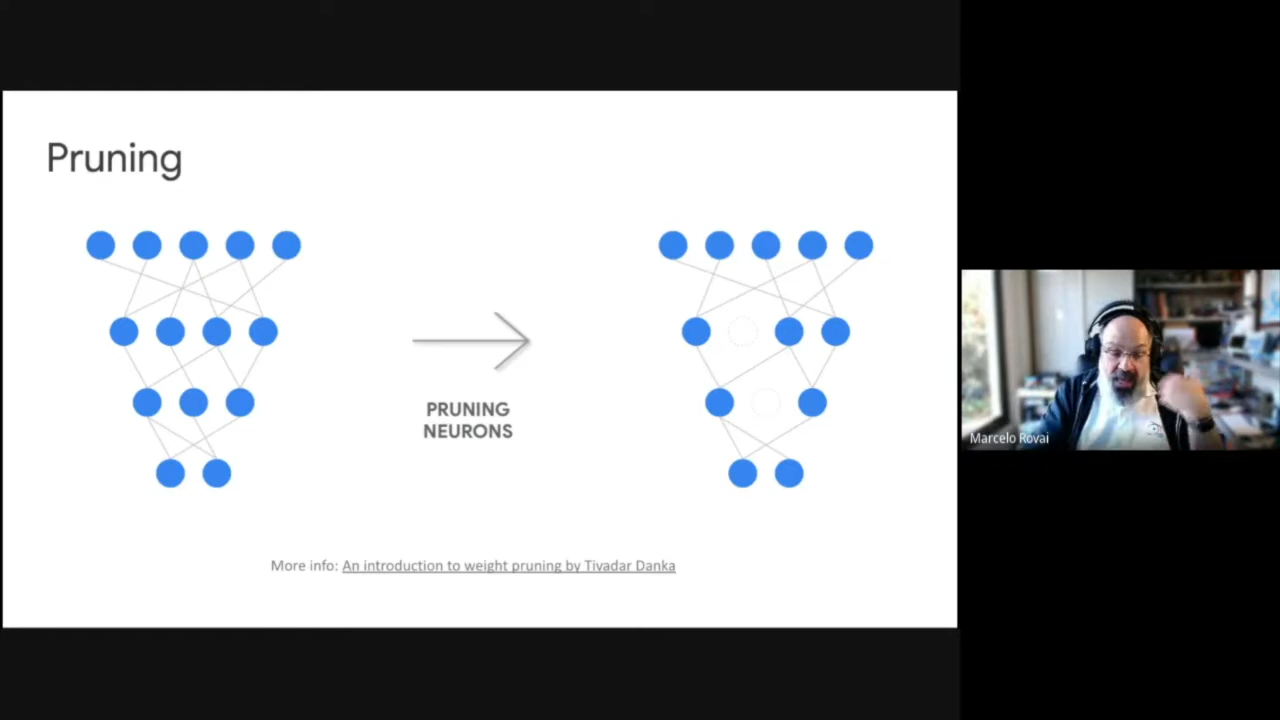 Pruning
PRUNING
NEURONS
More info: An introduction to weight pruning by Tivadar Danka
Marcelo Rovai